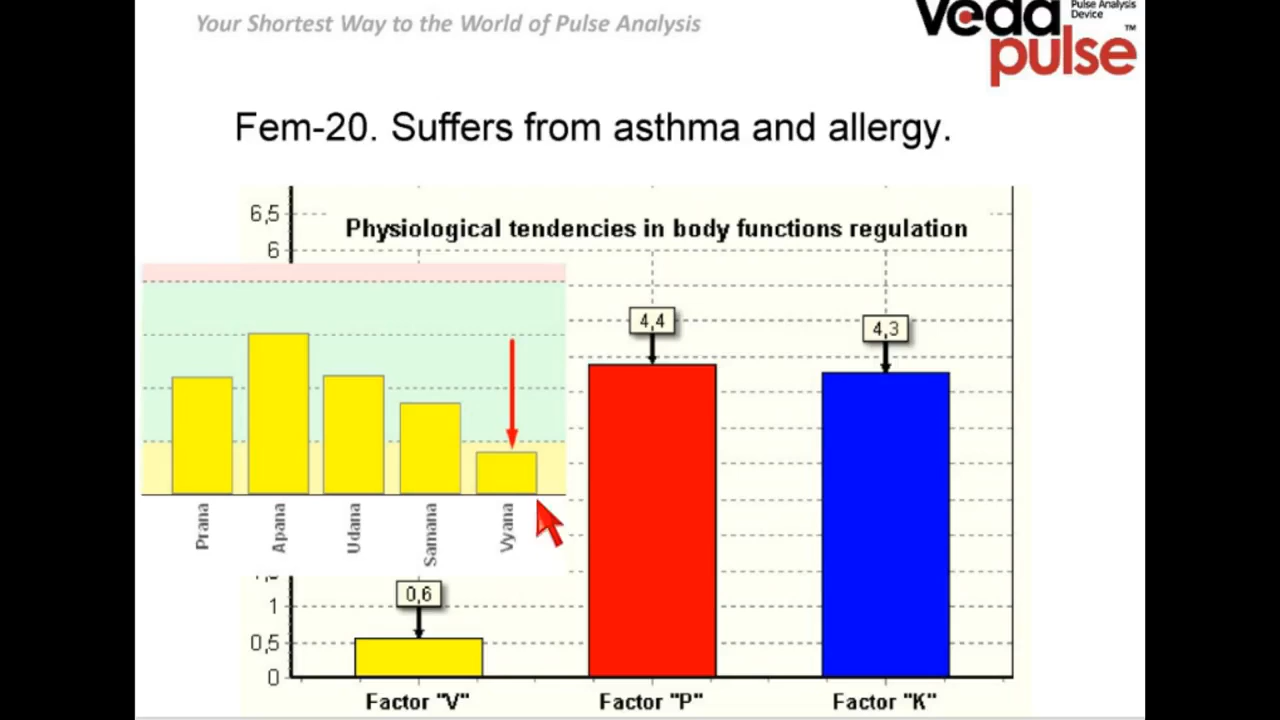 Your Shortest Way to the World of Pulse Analysis
Veda
Pulse Analysis
Device
™
pulse
Fem-20. Suffers from asthma and allergy.
Physiological tendencies in body functions regulation
6,5
6
4,4
4,3
Prana
Apana
Udana
Samana
Vyana
0,6
1
0,5
0
Factor "V"
Factor "P"
Factor "K"